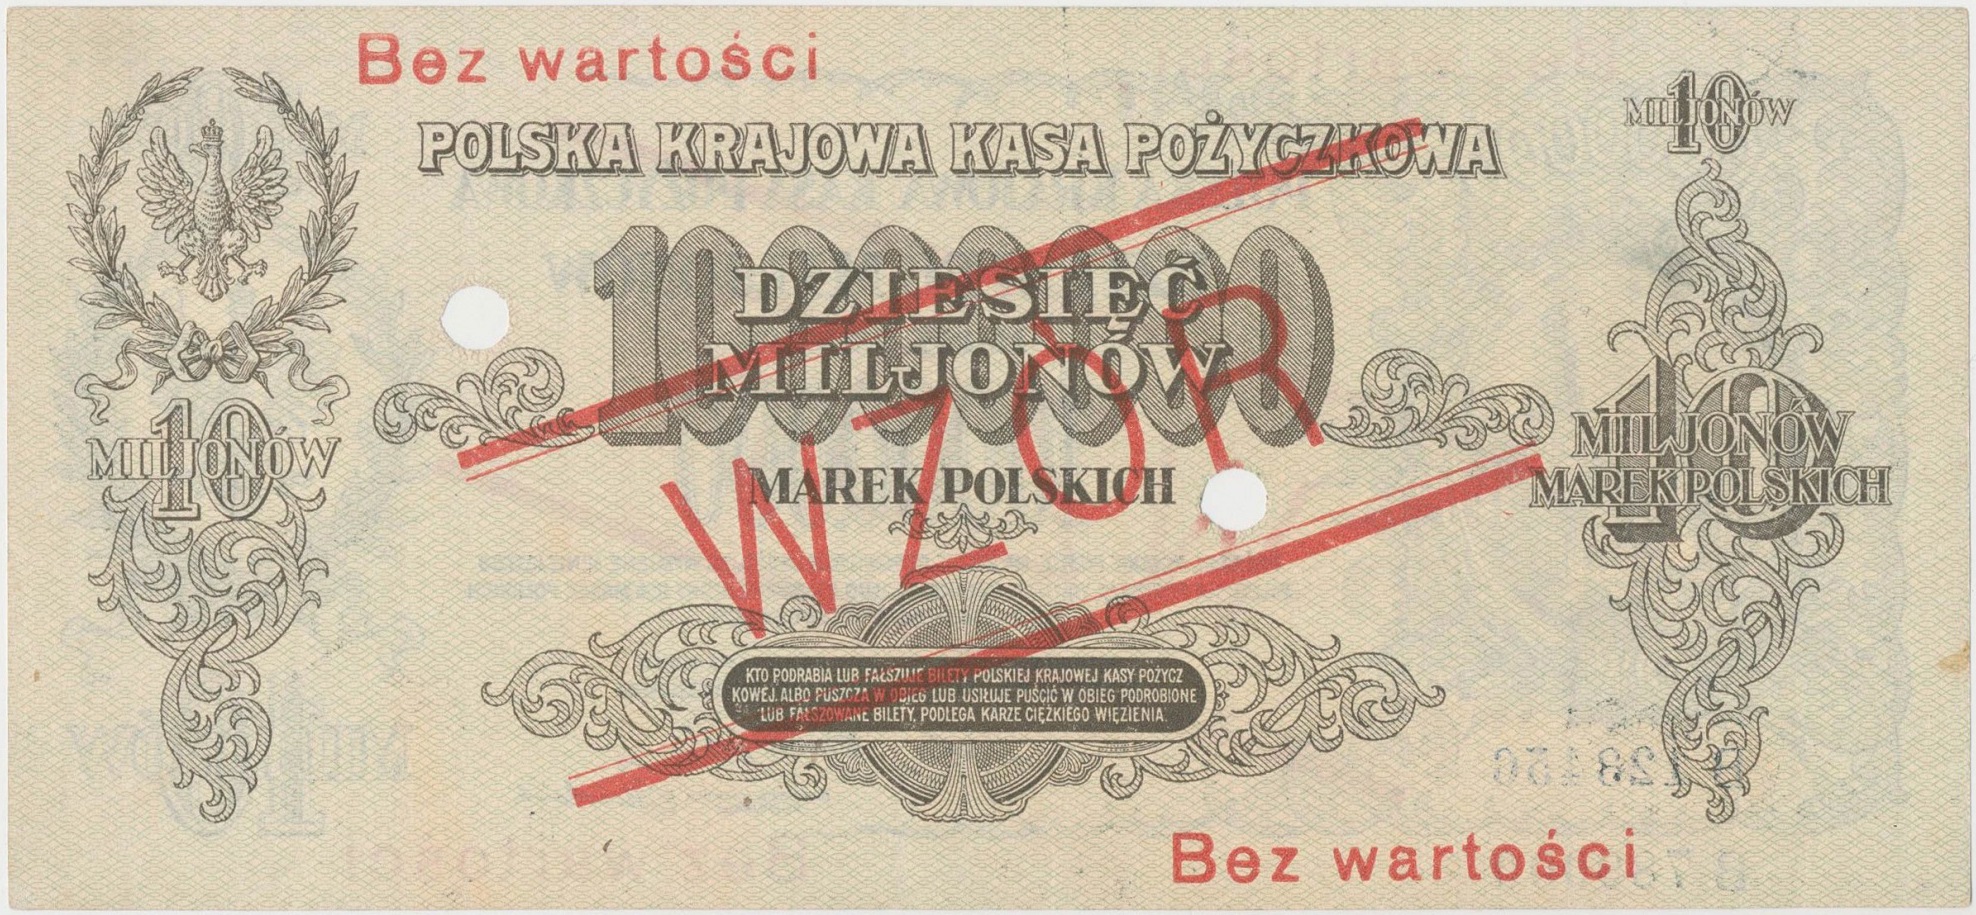 Bez wartości
POLSKA KRAJOWA KASA POŻYCZKOWA
10
MILJONÓW
10000000
DZIESIĘĆ
MILJONÓW
MAREK POLSKICH
WZÓR
10
MILJONÓW
10
MILJONÓW
MAREK POLSKICH
KTO PODRABIA LUB FAŁSZUJE BILETY POLSKIEJ KRAJOWEJ KASY POŻYCZ
KOWEJ ALBO PUSZCZA W OBIEG LUB USIŁUJE PUŚCIĆ W OBIEG PODROBIONE
LUB FAŁSZOWANE BILETY, PODLEGA KARZE CIĘŻKIEGO WIĘZIENIA.
Bez wartości